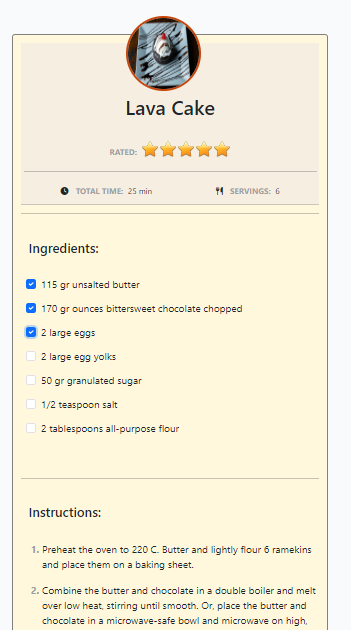 Lava Cake
RATED:
TOTAL TIME: 25 min
SERVINGS: 6
Ingredients:
115 gr unsalted butter
170 gr ounces bittersweet chocolate chopped
2 large eggs
2 large egg yolks
50 gr granulated sugar
1/2 teaspoon salt
2 tablespoons all-purpose flour
Instructions:
1. Preheat the oven to 220 C. Butter and lightly flour 6 ramekins
and place them on a baking sheet.
2. Combine the butter and chocolate in a double boiler and melt
over low heat, stirring until smooth. Or, place the butter and
chocolate in a microwave-safe bowl and microwave on high,